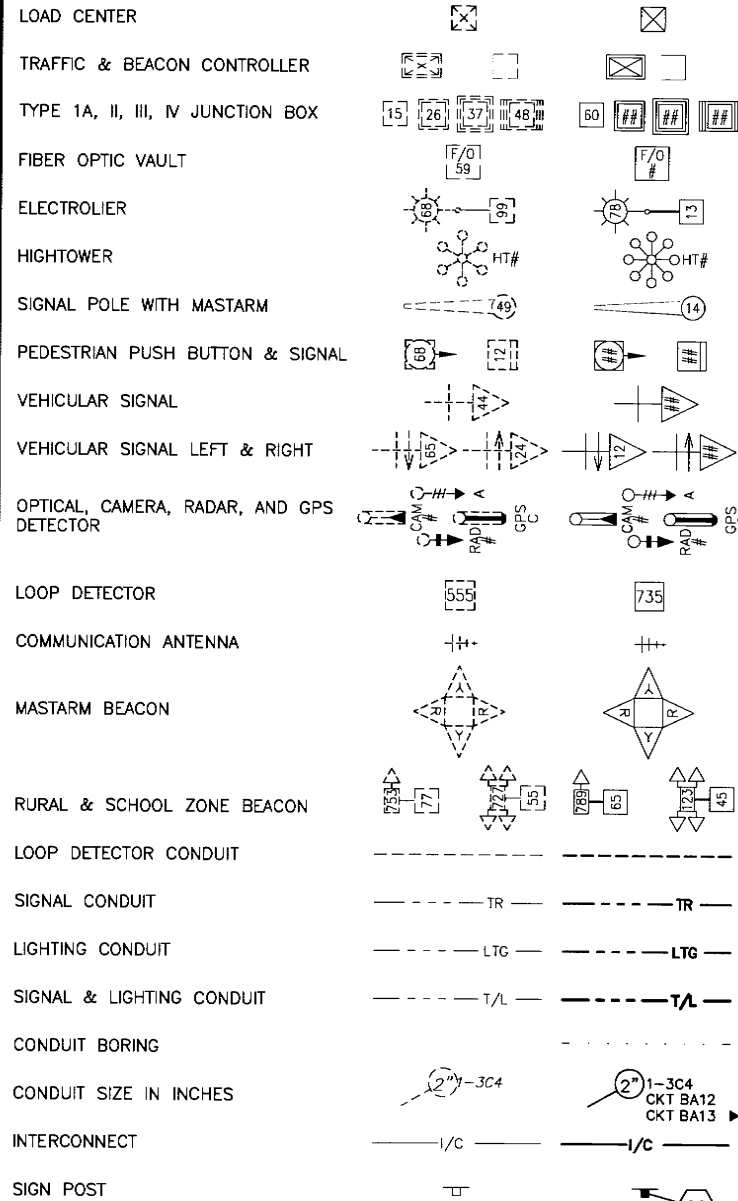 LOAD CENTER X
TRAFFIC & BEACON CONTROLLER X
TYPE 1A, II, III, IV JUNCTION BOX 15 26 37 48 60 ## ## ##
FIBER OPTIC VAULT F/O 59 F/O #
ELECTROLIER 68 99 78 13
HIGHTOWER HT# HT#
SIGNAL POLE WITH MASTARM 749 14
PEDESTRIAN PUSH BUTTON & SIGNAL 68 12 ## ##
VEHICULAR SIGNAL 44 ##
VEHICULAR SIGNAL LEFT & RIGHT 65 24 12 ##
OPTICAL, CAMERA, RADAR, AND GPS
DETECTOR
A CAM # GPS C RAD #
A CAM # GPS RAD #
LOOP DETECTOR 555 735
COMMUNICATION ANTENNA
MASTARM BEACON Y R R Y Y R R Y
RURAL & SCHOOL ZONE BEACON 753 77 727 55 789 65 123 45
LOOP DETECTOR CONDUIT
SIGNAL CONDUIT TR TR
LIGHTING CONDUIT LTG LTG
SIGNAL & LIGHTING CONDUIT T/L T/L
CONDUIT BORING
CONDUIT SIZE IN INCHES 2" 1-3C4 2" 1-3C4
CKT BA12
CKT BA13
INTERCONNECT I/C I/C
SIGN POST